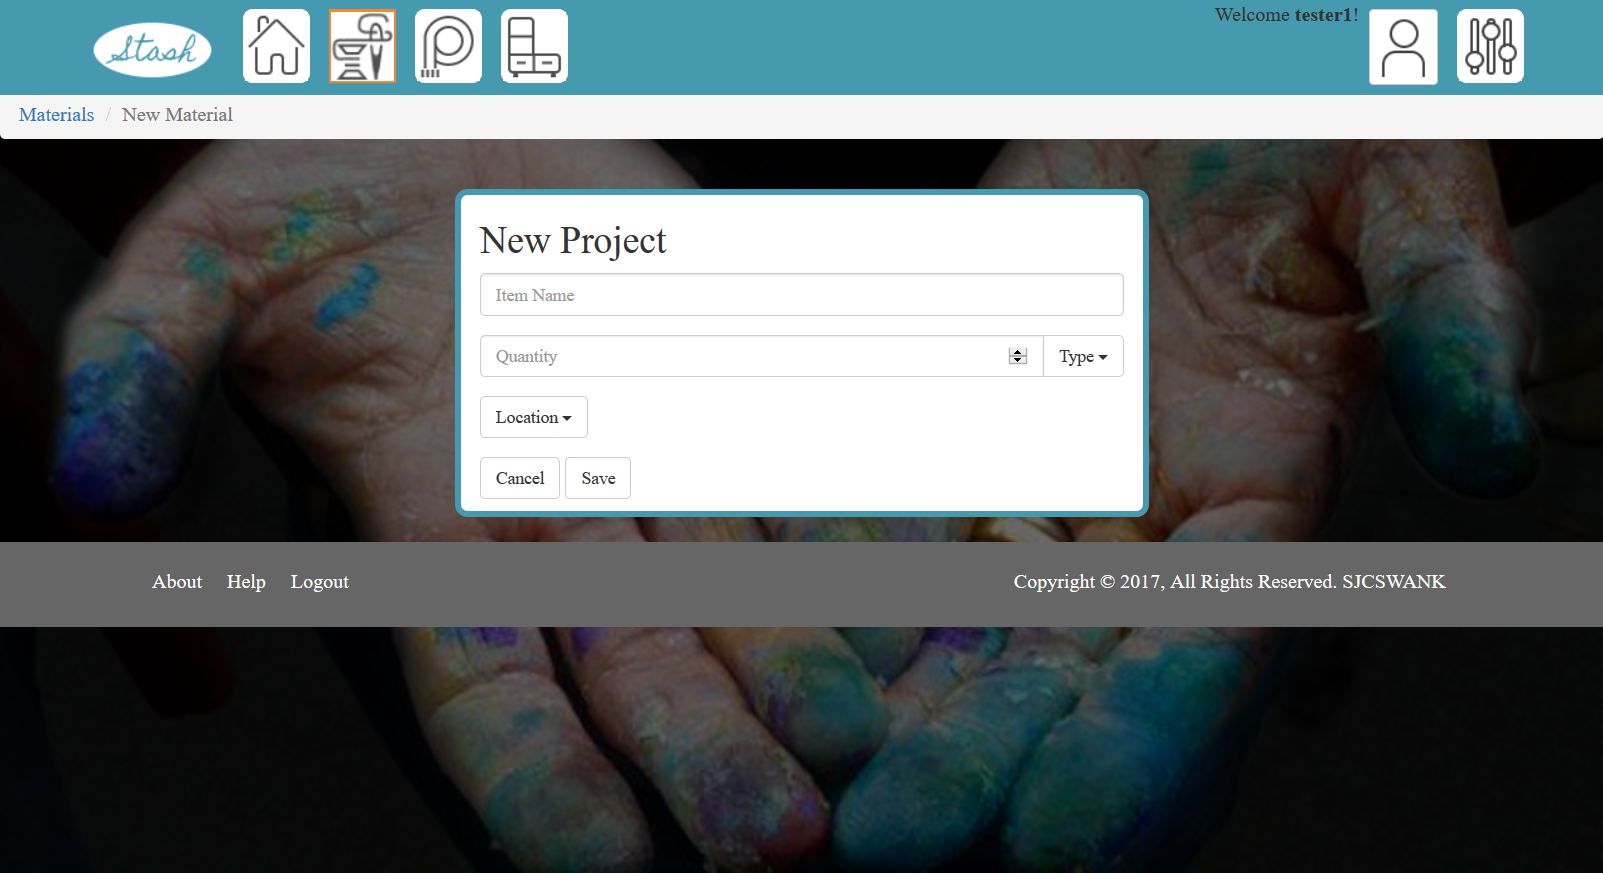 Stash
Welcome tester1!
Materials / New Material
New Project
Item Name
Quantity
Type
Location
Cancel Save
About Help Logout
Copyright © 2017, All Rights Reserved. SJCSWANK